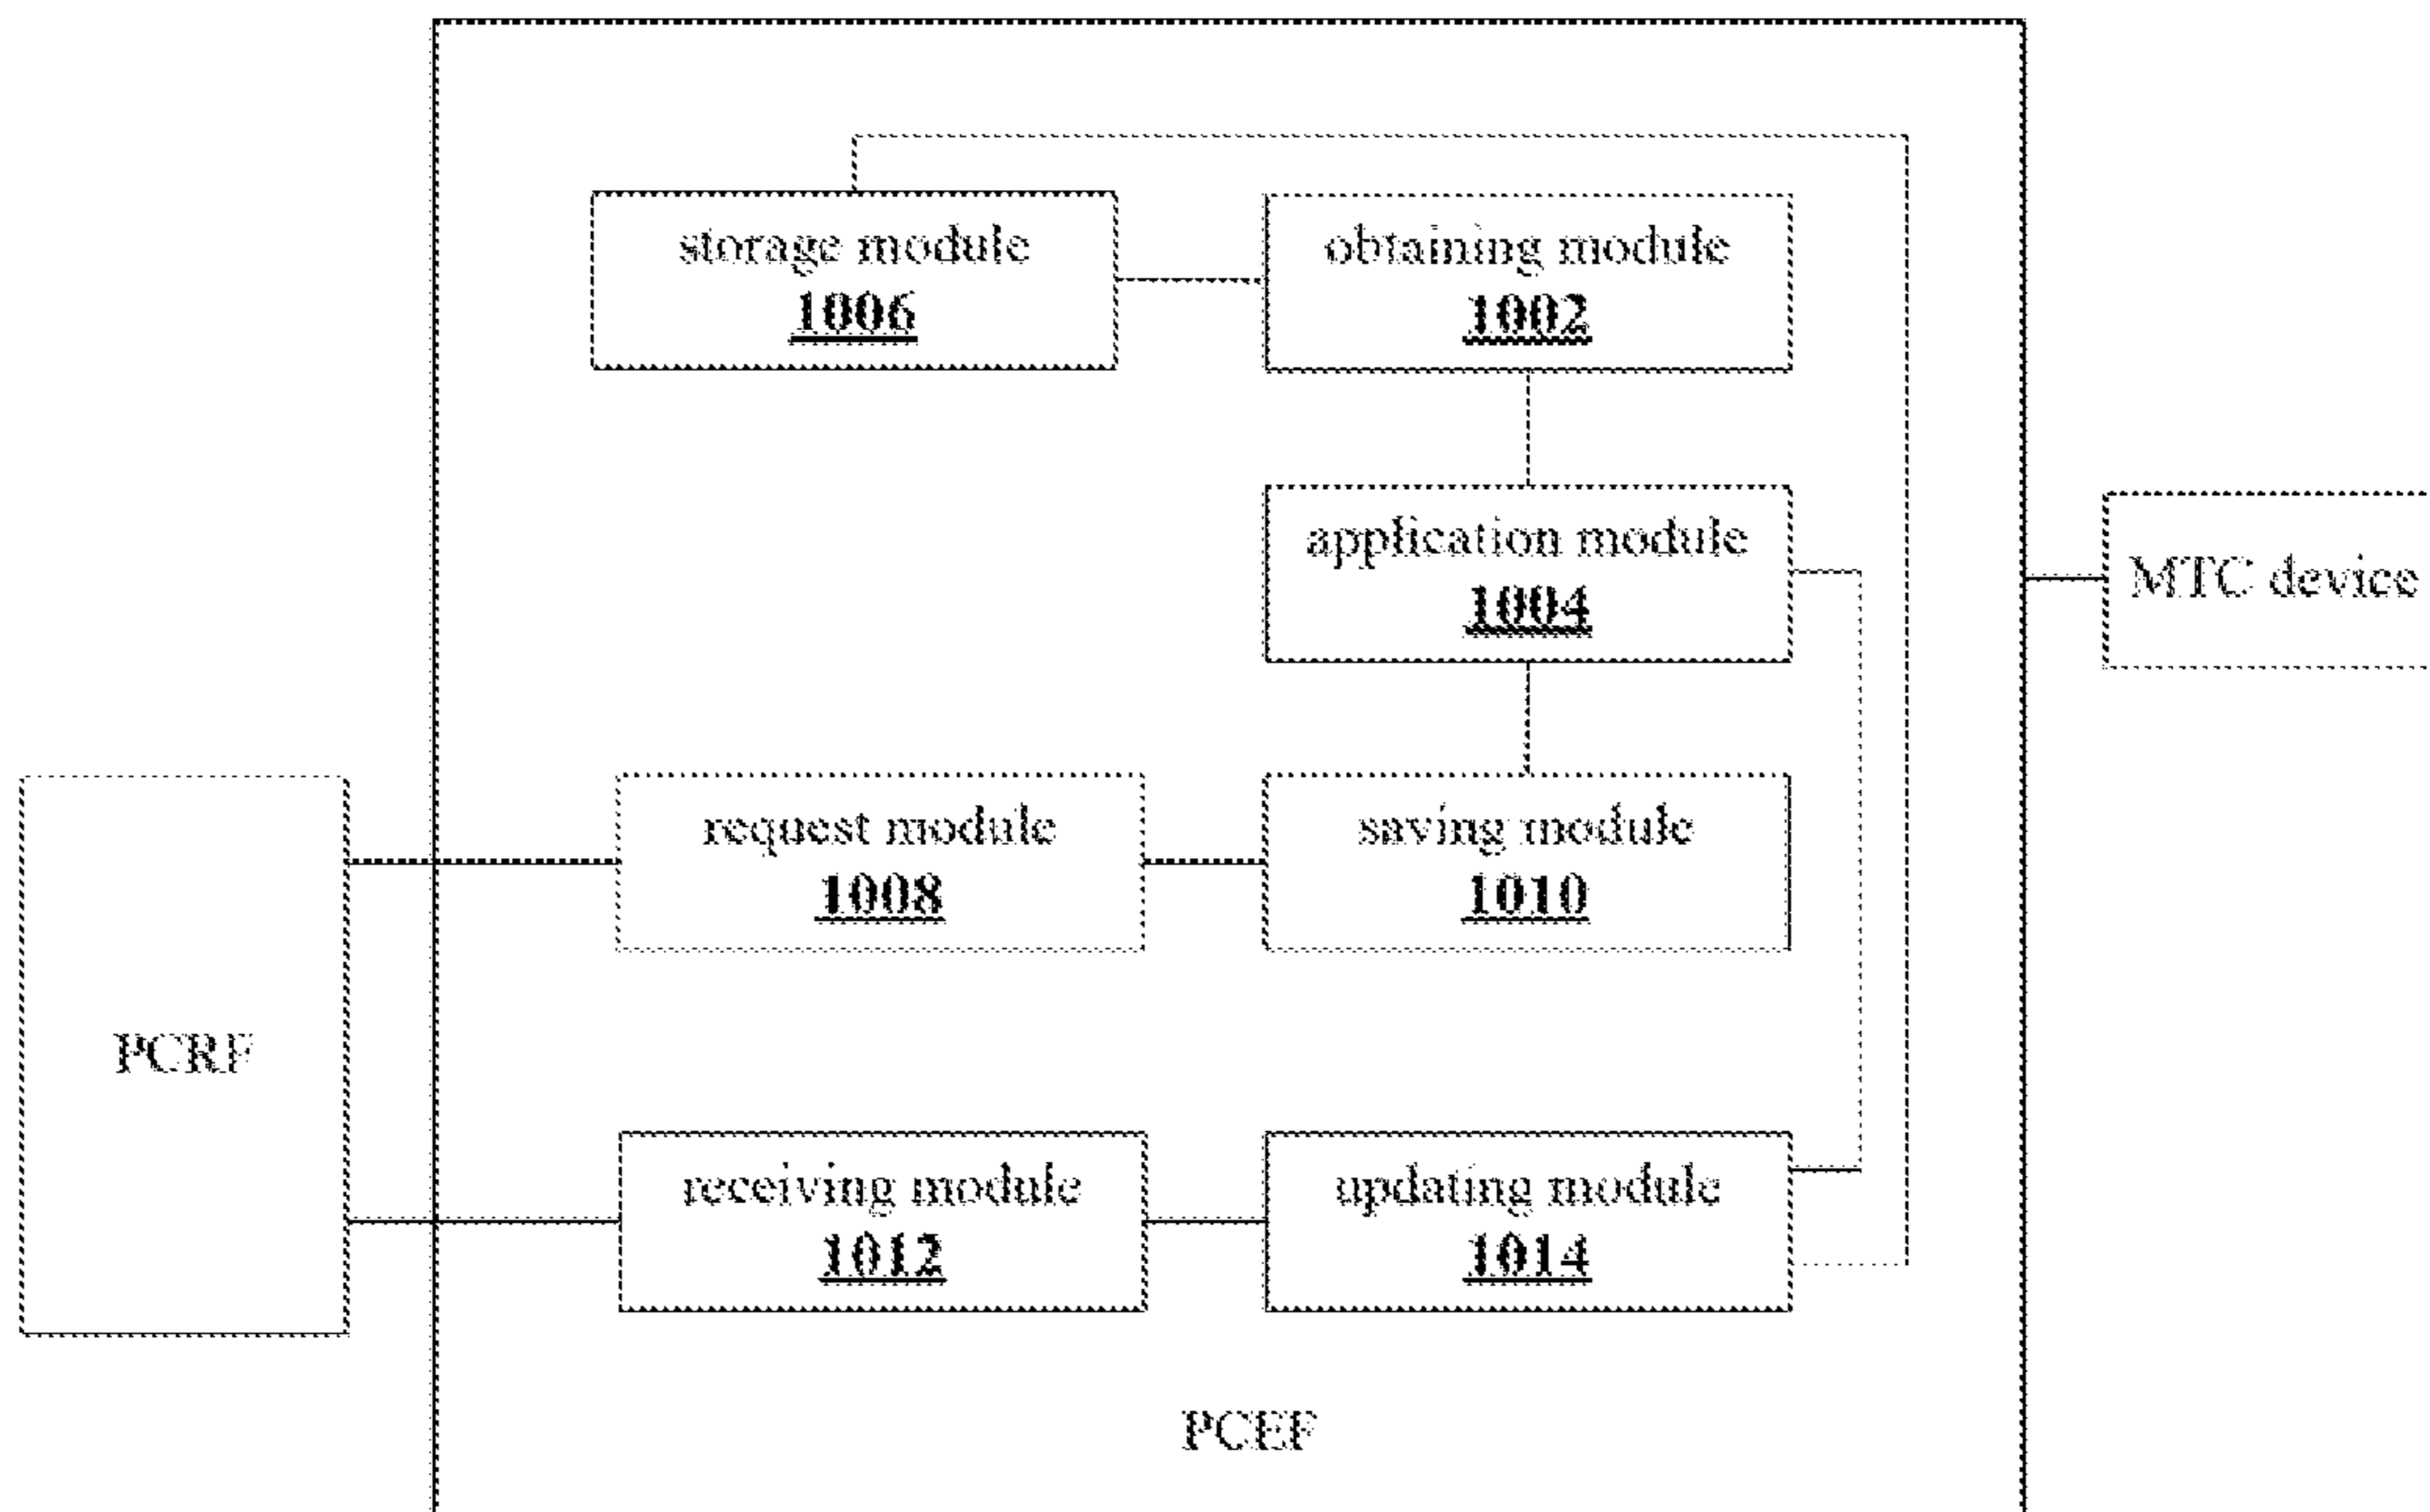 storage module
1006
obtaining module
1002
application module
1004
MTC device
request module
1008
saving module
1010
PCRF
receiving module
1012
updating module
1014
PCEF